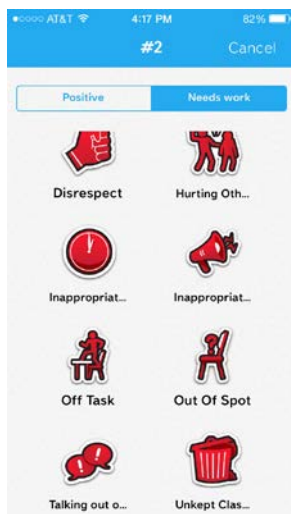 AT&T 4:17 PM 82%
#2 Cancel
Positive Needs work
Disrespect Hurting Oth...
Inappropriat... Inappropriat...
Off Task Out Of Spot
Talking out o... Unkept Clas...